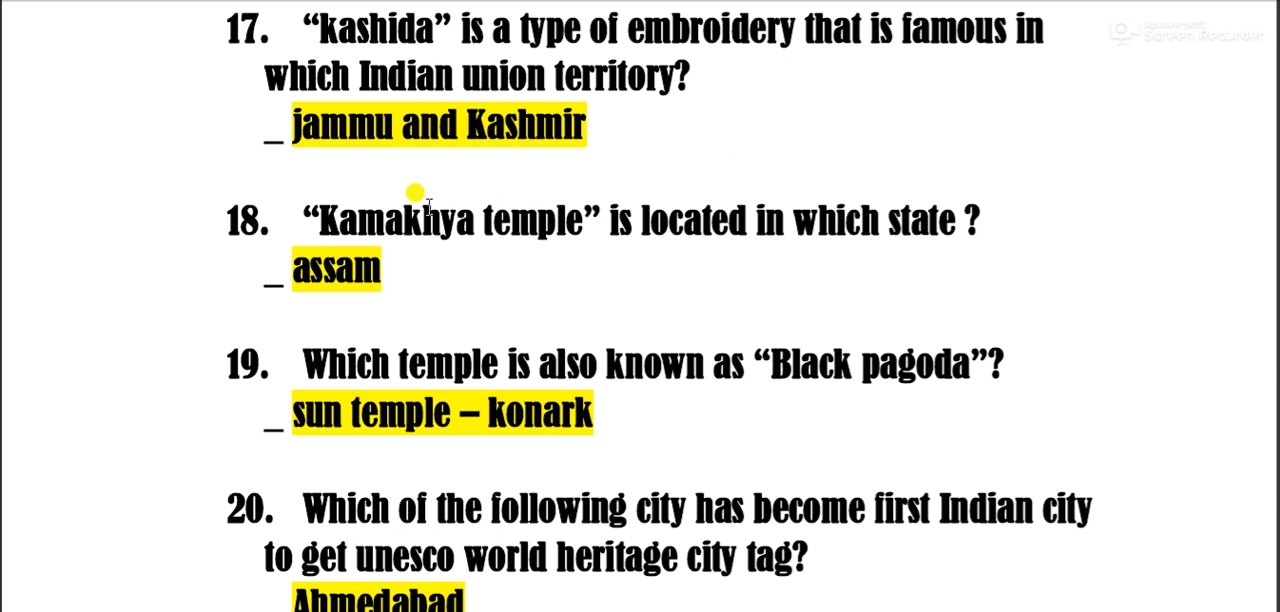 Screen Recorder
17. “kashida” is a type of embroidery that is famous in
which Indian union territory?
_ jammu and Kashmir
18. “Kamakhya temple” is located in which state ?
_ assam
19. Which temple is also known as “Black pagoda”?
_ sun temple – konark
20. Which of the following city has become first Indian city
to get unesco world heritage city tag?
Ahmedabad